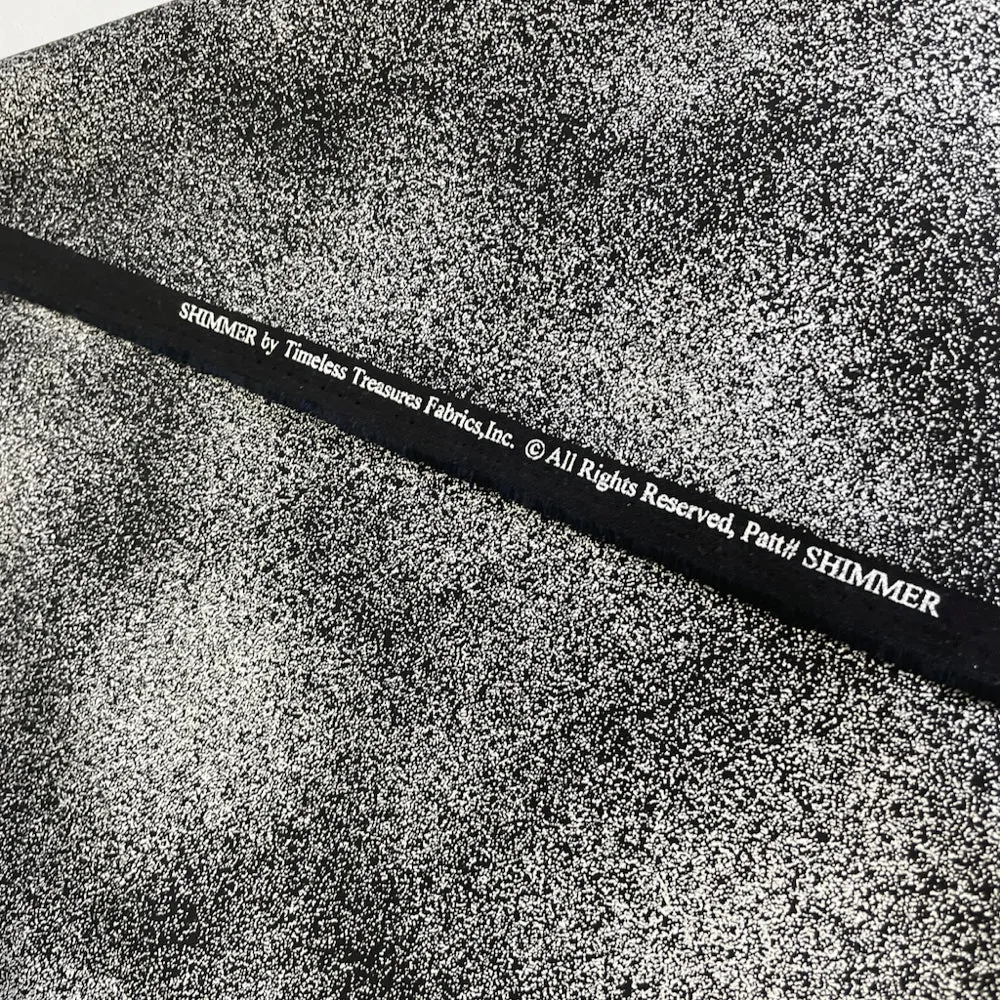 SHIMMER by Timeless Treasures Fabrics,Inc. © All Rights Reserved, Patt# SHIMMER